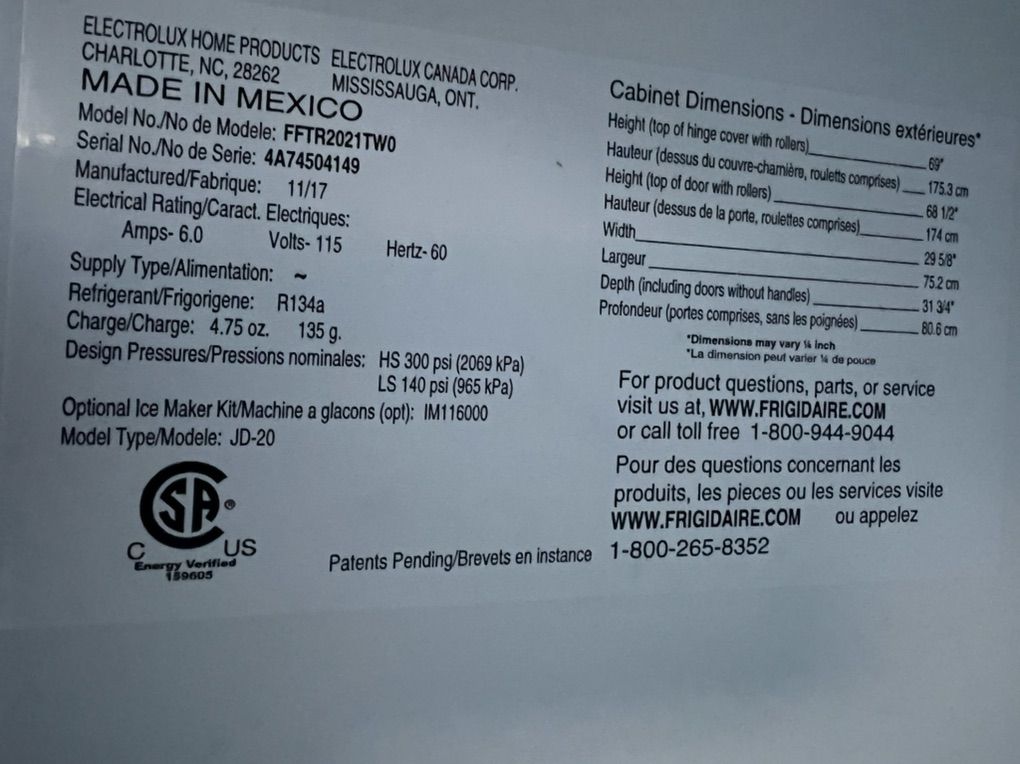 ELECTROLUX HOME PRODUCTS ELECTROLUX CANADA CORP.
CHARLOTTE, NC, 28262 MISSISSAUGA, ONT.
MADE IN MEXICO
Model No./No de Modele: FFTR2021TW0
Serial No./No de Serie: 4A74504149
Manufactured/Fabrique: 11/17
Electrical Rating/Caract. Electriques:
Amps- 6.0 Volts- 115 Hertz- 60
Supply Type/Alimentation: ~
Refrigerant/Frigorigene: R134a
Charge/Charge: 4.75 oz. 135 g.
Design Pressures/Pressions nominales: HS 300 psi (2069 kPa)
LS 140 psi (965 kPa)
Optional Ice Maker Kit/Machine a glacons (opt): IM116000
Model Type/Modele: JD-20
CSA®
C US
Energy Verified
159605
Patents Pending/Brevets en instance
Cabinet Dimensions - Dimensions extérieures*
Height (top of hinge cover with rollers) 69"
Hauteur (dessus du couvre-charnière, roulettes comprises) 175.3 cm
Height (top of door with rollers) 68 1/2"
Hauteur (dessus de la porte, roulettes comprises) 174 cm
Width 29 5/8"
Largeur 75.2 cm
Depth (including doors without handles) 31 3/4"
Profondeur (portes comprises, sans les poignées) 80.6 cm
*Dimensions may vary ¼ inch
*La dimension peut varier ¼ de pouce
For product questions, parts, or service
visit us at, WWW.FRIGIDAIRE.COM
or call toll free 1-800-944-9044
Pour des questions concernant les
produits, les pieces ou les services visite
WWW.FRIGIDAIRE.COM ou appelez
1-800-265-8352